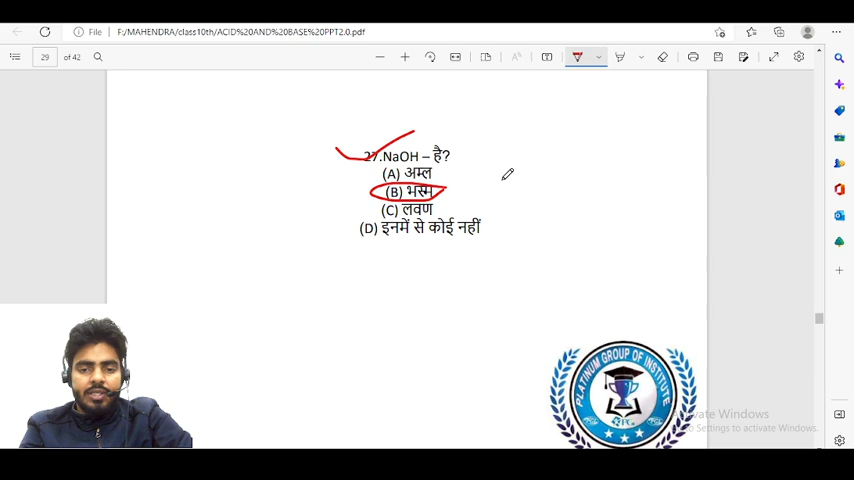 File
F:/MAHENDRA/class10th/ACID%20AND%20BASE%20PPT2.0.pdf
29 of 42
27.NaOH – है?
(A) अम्ल
(B) भस्म
(C) लवण
(D) इनमें से कोई नहीं
PLATINUM GROUP OF INSTITUTE
Activate Windows
Go to Settings to activate Windows.